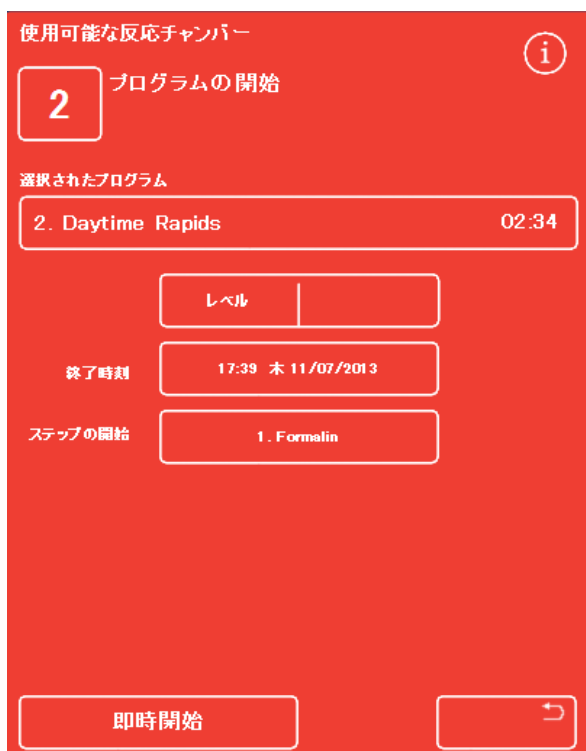 使用可能な反応チャンバー
i
2
プログラムの開始
選択されたプログラム
2. Daytime Rapids 02:34
レベル
終了時刻 17:39 木 11/07/2013
ステップの開始 1. Formalin
即時開始